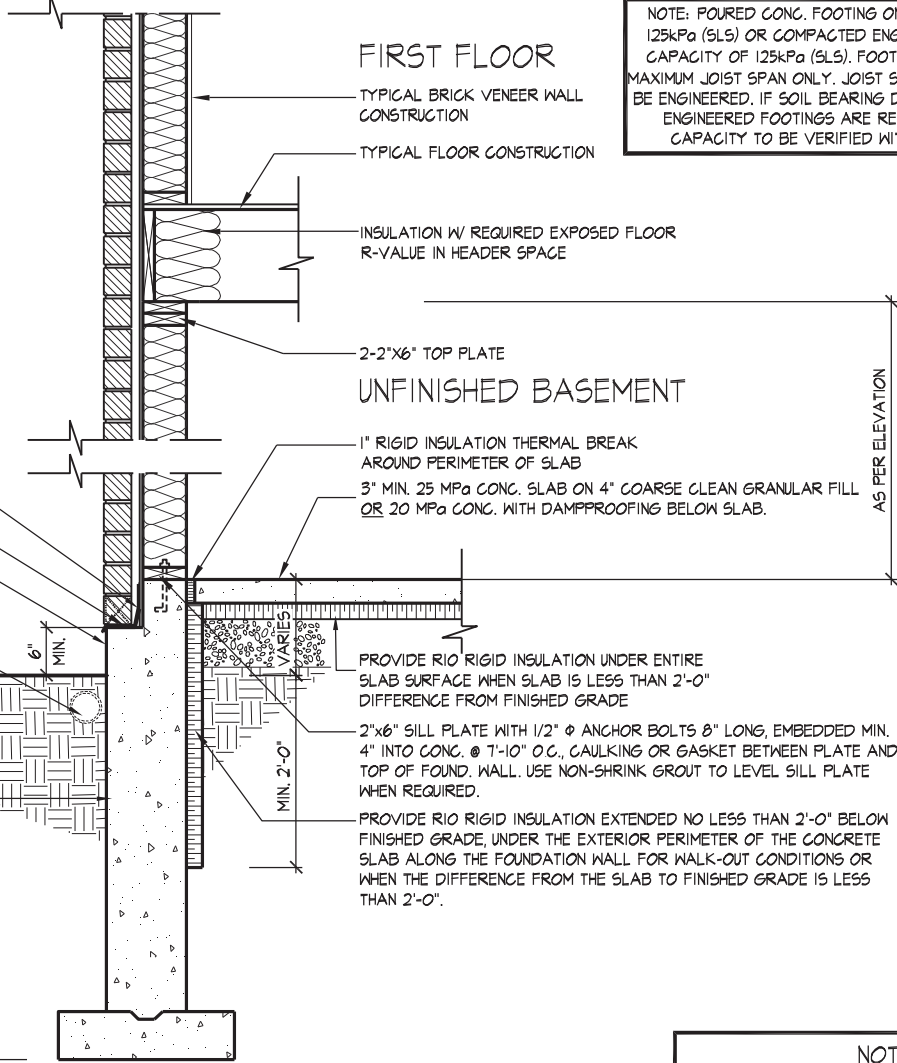 NOTE: POURED CONC. FOOTING ON
125kPa (SLS) OR COMPACTED ENG
CAPACITY OF 125kPa (SLS). FOOT
MAXIMUM JOIST SPAN ONLY. JOIST S
BE ENGINEERED. IF SOIL BEARING D
ENGINEERED FOOTINGS ARE RE
CAPACITY TO BE VERIFIED WI
FIRST FLOOR
TYPICAL BRICK VENEER WALL
CONSTRUCTION
TYPICAL FLOOR CONSTRUCTION
INSULATION W/ REQUIRED EXPOSED FLOOR
R-VALUE IN HEADER SPACE
2-2"X6" TOP PLATE
UNFINISHED BASEMENT
AS PER ELEVATION
1" RIGID INSULATION THERMAL BREAK
AROUND PERIMETER OF SLAB
3" MIN. 25 MPa CONC. SLAB ON 4" COARSE CLEAN GRANULAR FILL
OR 20 MPa CONC. WITH DAMPPROOFING BELOW SLAB.
6"
MIN.
VARIES
MIN. 2'-0"
PROVIDE R10 RIGID INSULATION UNDER ENTIRE
SLAB SURFACE WHEN SLAB IS LESS THAN 2'-0"
DIFFERENCE FROM FINISHED GRADE
2"x6" SILL PLATE WITH 1/2" Φ ANCHOR BOLTS 8" LONG, EMBEDDED MIN.
4" INTO CONC. @ 7'-10" O.C., CAULKING OR GASKET BETWEEN PLATE AND
TOP OF FOUND. WALL. USE NON-SHRINK GROUT TO LEVEL SILL PLATE
WHEN REQUIRED.
PROVIDE R10 RIGID INSULATION EXTENDED NO LESS THAN 2'-0" BELOW
FINISHED GRADE, UNDER THE EXTERIOR PERIMETER OF THE CONCRETE
SLAB ALONG THE FOUNDATION WALL FOR WALK-OUT CONDITIONS OR
WHEN THE DIFFERENCE FROM THE SLAB TO FINISHED GRADE IS LESS
THAN 2'-0".
NOT